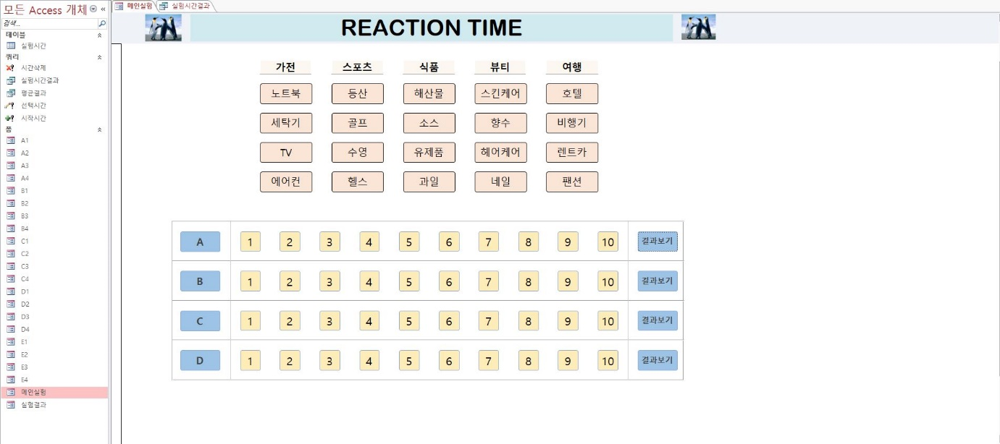 모든 Access 개체
메인실험
실험시간결과
검색...
테이블
실험시간
쿼리
시간삭제
실험시간결과
평균결과
선택시간
시작시간
폼
A1
A2
A3
A4
B1
B2
B3
B4
C1
C2
C3
C4
D1
D2
D3
D4
E1
E2
E3
E4
메인실험
실험결과
REACTION TIME
가전 스포츠 식품 뷰티 여행
노트북 등산 해산물 스킨케어 호텔
세탁기 골프 소스 향수 비행기
TV 수영 유제품 헤어케어 렌트카
에어컨 헬스 과일 네일 팬션
A 1 2 3 4 5 6 7 8 9 10 결과보기
B 1 2 3 4 5 6 7 8 9 10 결과보기
C 1 2 3 4 5 6 7 8 9 10 결과보기
D 1 2 3 4 5 6 7 8 9 10 결과보기